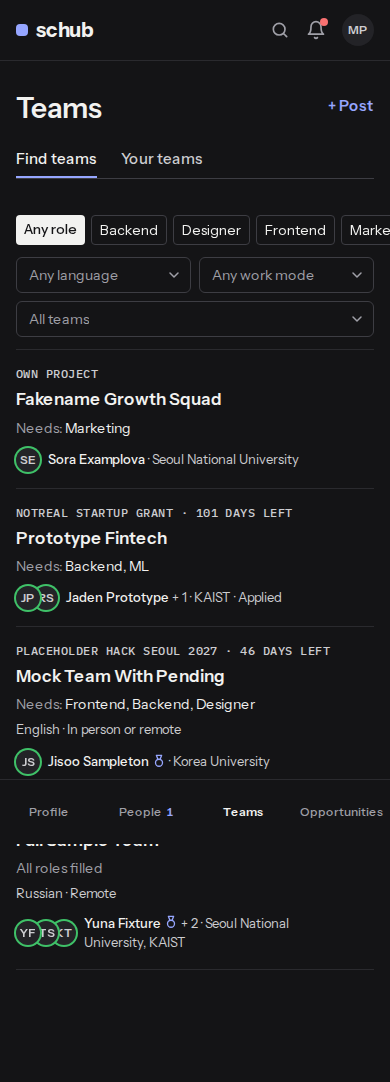 schub
MP
Teams
+ Post
Find teams
Your teams
Any role
Backend
Designer
Frontend
Marke
Any language
Any work mode
All teams
OWN PROJECT
Fakename Growth Squad
Needs: Marketing
SE
Sora Examplova · Seoul National University
NOTREAL STARTUP GRANT · 101 DAYS LEFT
Prototype Fintech
Needs: Backend, ML
JP
RS
Jaden Prototype + 1 · KAIST · Applied
PLACEHOLDER HACK SEOUL 2027 · 46 DAYS LEFT
Mock Team With Pending
Needs: Frontend, Backend, Designer
English · In person or remote
JS
Jisoo Sampleton · Korea University
Profile
People 1
Teams
Opportunities
All roles filled
Russian · Remote
YF
TS
KT
Yuna Fixture + 2 · Seoul National
University, KAIST